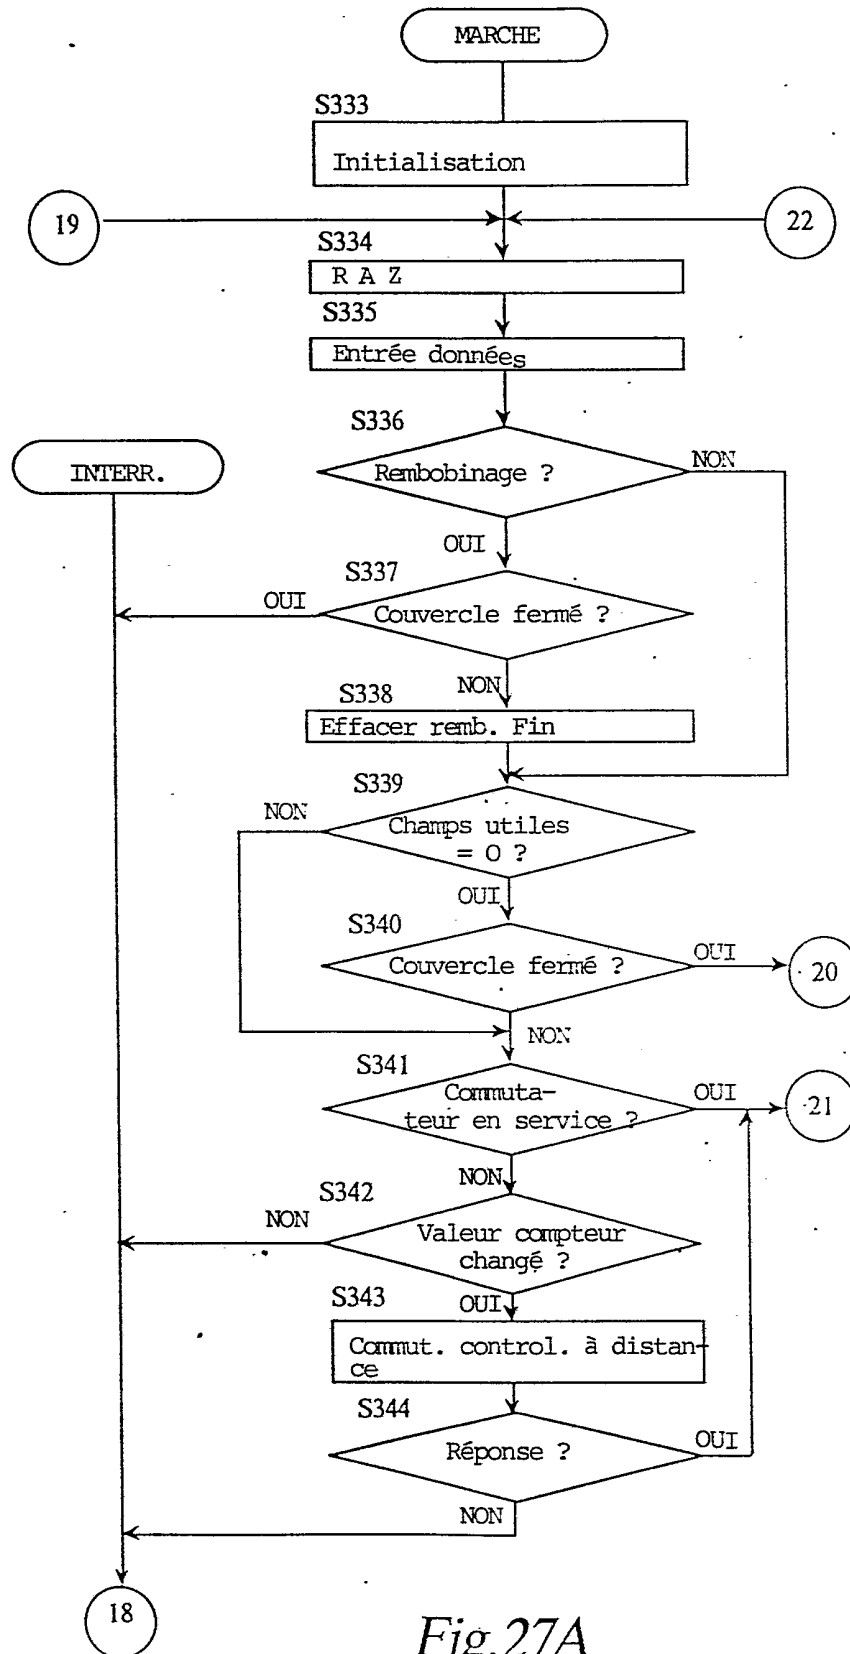 MARCHE
S333
Initialisation
19
22
S334
R A Z
S335
Entrée données
S336
INTERR.
Rembobinage ?
NON
OUI
S337
OUI
Couvercle fermé ?
NON
S338
Effacer remb. Fin
S339
NON
Champs utiles
= O ?
OUI
S340
Couvercle fermé ?
OUI
20
NON
S341
Commuta-
teur en service ?
OUI
21
NON
S342
NON
Valeur compteur
changé ?
S343
OUI
Commut. control. à distan-
ce
S344
Réponse ?
OUI
NON
18
Fig.27A